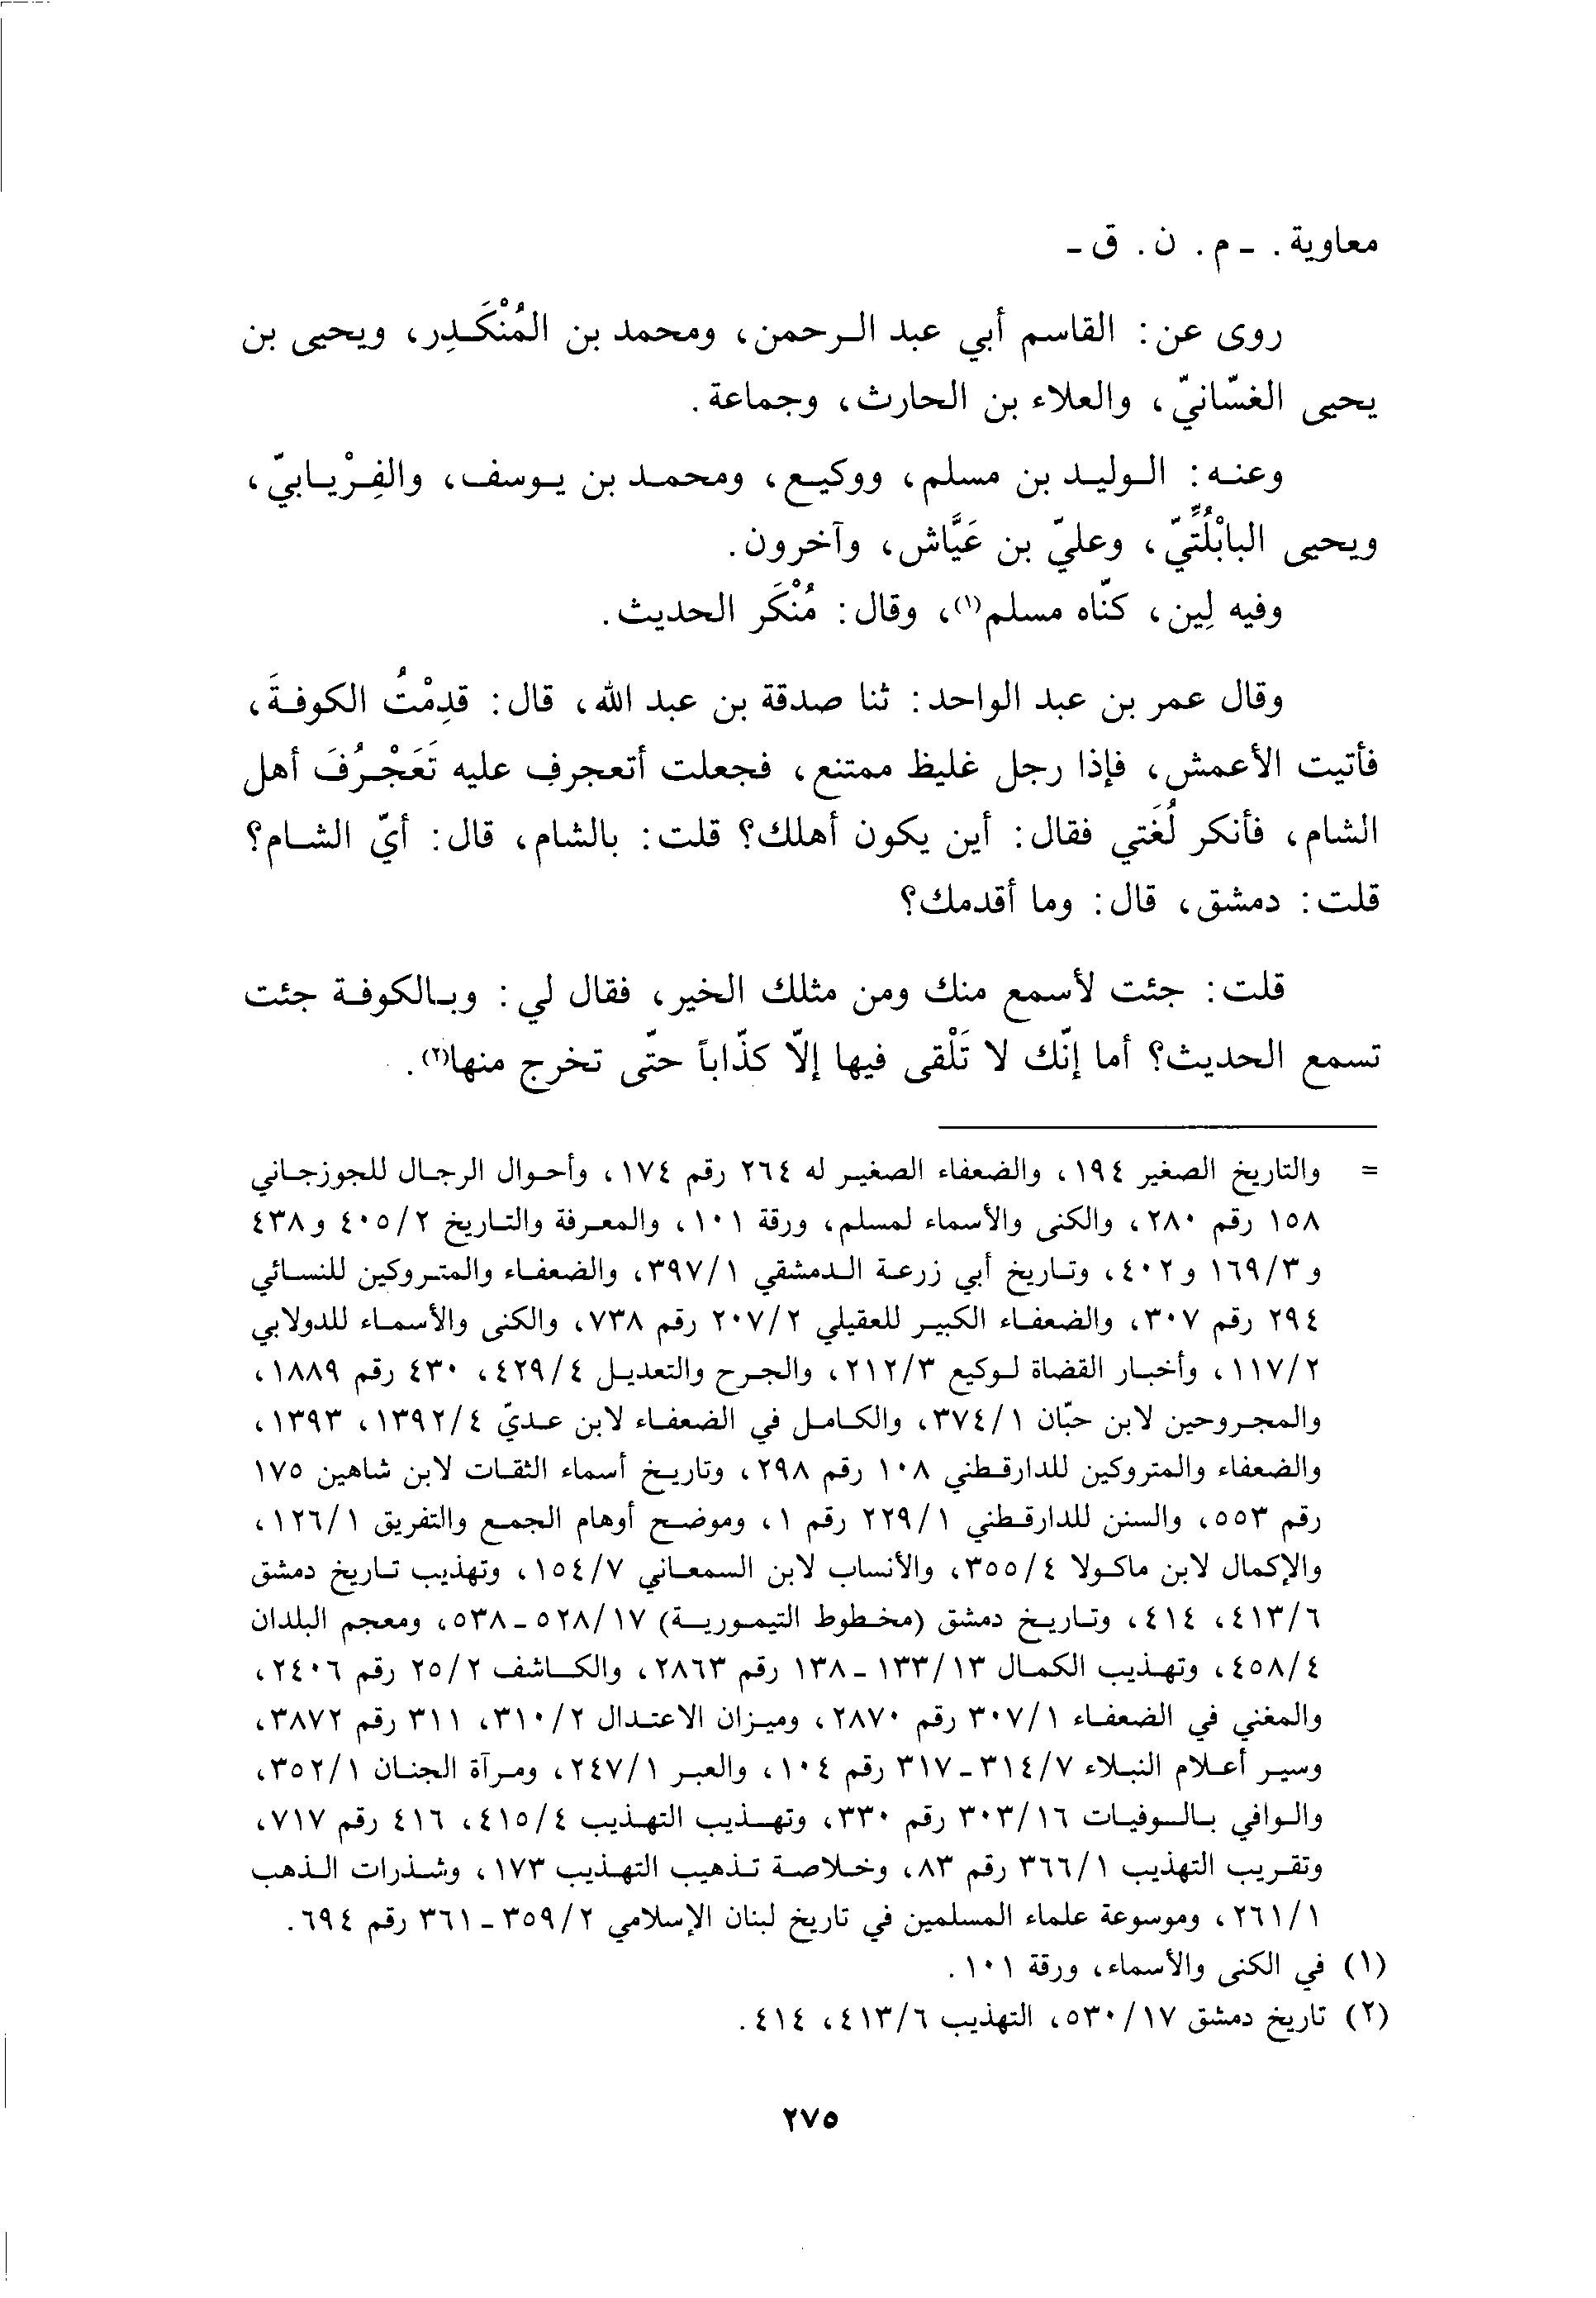 معاوية. ـ م. ن. ق ـ
روى عن: القاسم أبي عبد الرحمن، ومحمد بن المُنْكَدِر، ويحيى بن
يحيى الغسّانيّ، والعلاء بن الحارث، وجماعة.
وعنه: الوليد بن مسلم، ووكيع، ومحمد بن يوسف، والفِرْيابيّ،
ويحيى البابْلُتِّيّ، وعليّ بن عَيَّاش، وآخرون.
وفيه لِين، كنّاه مسلم(١)، وقال: مُنْكَر الحديث.
وقال عمر بن عبد الواحد: ثنا صدقة بن عبد الله، قال: قدِمْتُ الكوفةَ،
فأتيت الأعمش، فإذا رجل غليظ ممتنع، فجعلت أتعجرف عليه تَعَجْرُفَ أهل
الشام، فأنكر لُغَتي فقال: أين يكون أهلك؟ قلت: بالشام، قال: أيّ الشام؟
قلت: دمشق، قال: وما أقدمك؟
قلت: جئت لأسمع منك ومن مثلك الخير، فقال لي: وبالكوفة جئت
تسمع الحديث؟ أما إنّك لا تَلْقى فيها إلّا كذّاباً حتّى تخرج منها(٢).
= والتاريخ الصغير ١٩٤، والضعفاء الصغير له ٢٦٤ رقم ١٧٤، وأحوال الرجال للجوزجاني
١٥٨ رقم ٢٨٠، والكنى والأسماء لمسلم، ورقة ١٠١، والمعرفة والتاريخ ٤٠٥/٢ و٤٣٨
و ١٦٩/٣ و٤٠٢، وتاريخ أبي زرعة الدمشقي ٣٩٧/١، والضعفاء والمتروكين للنسائي
٢٩٤ رقم ٣٠٧، والضعفاء الكبير للعقيلي ٢٠٧/٢ رقم ٧٣٨، والكنى والأسماء للدولابي
١١٧/٢، وأخبار القضاة لوكيع ٢١٢/٣، والجرح والتعديل ٤٢٩/٤، ٤٣٠ رقم ١٨٨٩،
والمجروحين لابن حبّان ٣٧٤/١، والكامل في الضعفاء لابن عديّ ١٣٩٢/٤، ١٣٩٣،
والضعفاء والمتروكين للدارقطني ١٠٨ رقم ٢٩٨، وتاريخ أسماء الثقات لابن شاهين ١٧٥
رقم ٥٥٣، والسنن للدارقطني ٢٢٩/١ رقم ١، وموضح أوهام الجمع والتفريق ١٢٦/١،
والإكمال لابن ماكولا ٣٥٥/٤، والأنساب لابن السمعاني ١٥٤/٧، وتهذيب تاريخ دمشق
٤١٣/٦، ٤١٤، وتاريخ دمشق (مخطوط التيمورية) ٥٢٨/١٧ ـ ٥٣٨، ومعجم البلدان
٤٥٨/٤، وتهذيب الكمال ١٣٣/١٣ ـ ١٣٨ رقم ٢٨٦٣، والكاشف ٢٥/٢ رقم ٢٤٠٦،
والمغني في الضعفاء ٣٠٧/١ رقم ٢٨٧٠، وميزان الاعتدال ٣١٠/٢، ٣١١ رقم ٣٨٧٢،
وسير أعلام النبلاء ٣١٤/٧ ـ ٣١٧ رقم ١٠٤، والعبر ٢٤٧/١، ومرآة الجنان ٣٥٢/١،
والوافي بالوفيات ٣٠٣/١٦ رقم ٣٣٠، وتهذيب التهذيب ٤١٥/٤، ٤١٦ رقم ٧١٧،
وتقريب التهذيب ٣٦٦/١ رقم ٨٣، وخلاصة تذهيب التهذيب ١٧٣، وشذرات الذهب
٢٦١/١، وموسوعة علماء المسلمين في تاريخ لبنان الإسلامي ٣٥٩/٢ ـ ٣٦١ رقم ٦٩٤.
(١) في الكنى والأسماء، ورقة ١٠١.
(٢) تاريخ دمشق ٥٣٠/١٧، التهذيب ٤١٣/٦، ٤١٤.
٢٧٥